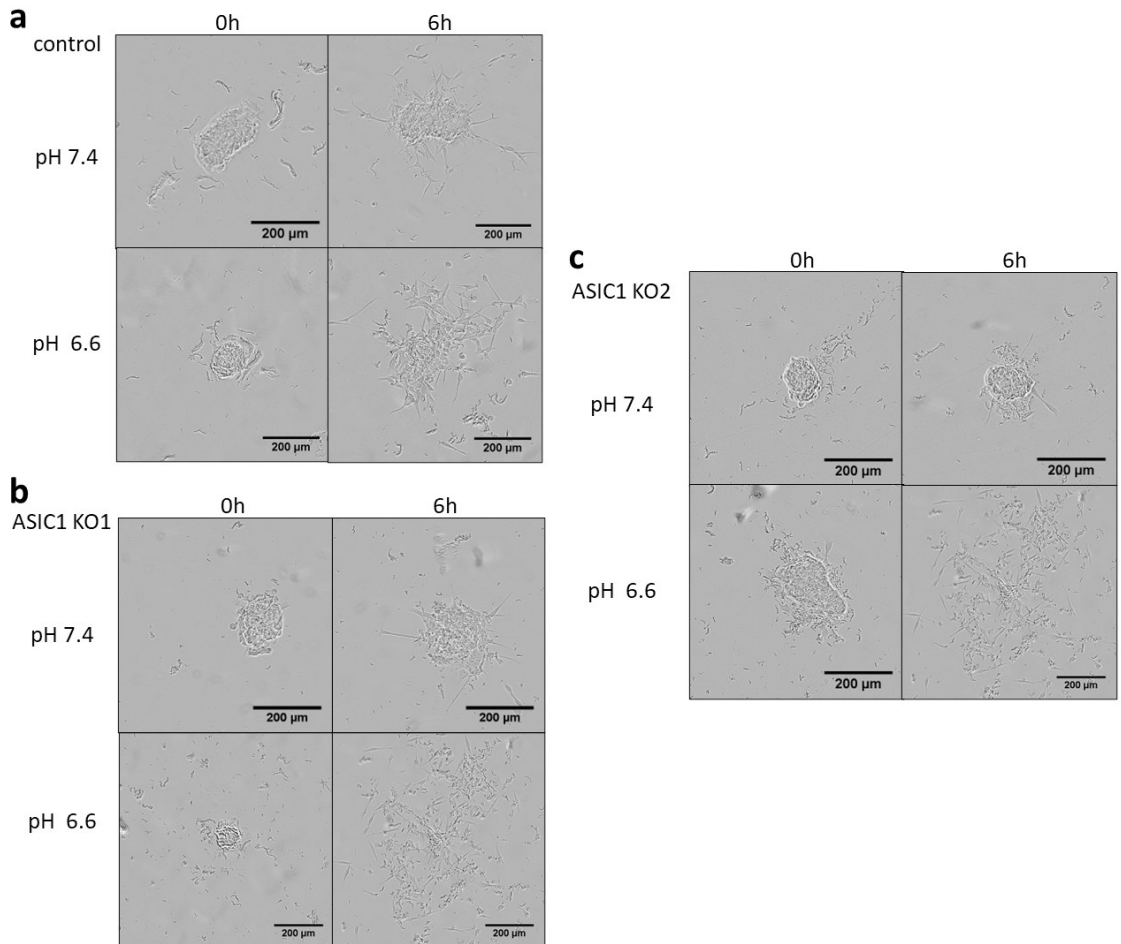 a
0h 6h
control
pH 7.4
200 µm 200 µm
pH 6.6
200 µm 200 µm
b
0h 6h
ASIC1 KO1
pH 7.4
200 µm 200 µm
pH 6.6
200 µm 200 µm
c
0h 6h
ASIC1 KO2
pH 7.4
200 µm 200 µm
pH 6.6
200 µm 200 µm